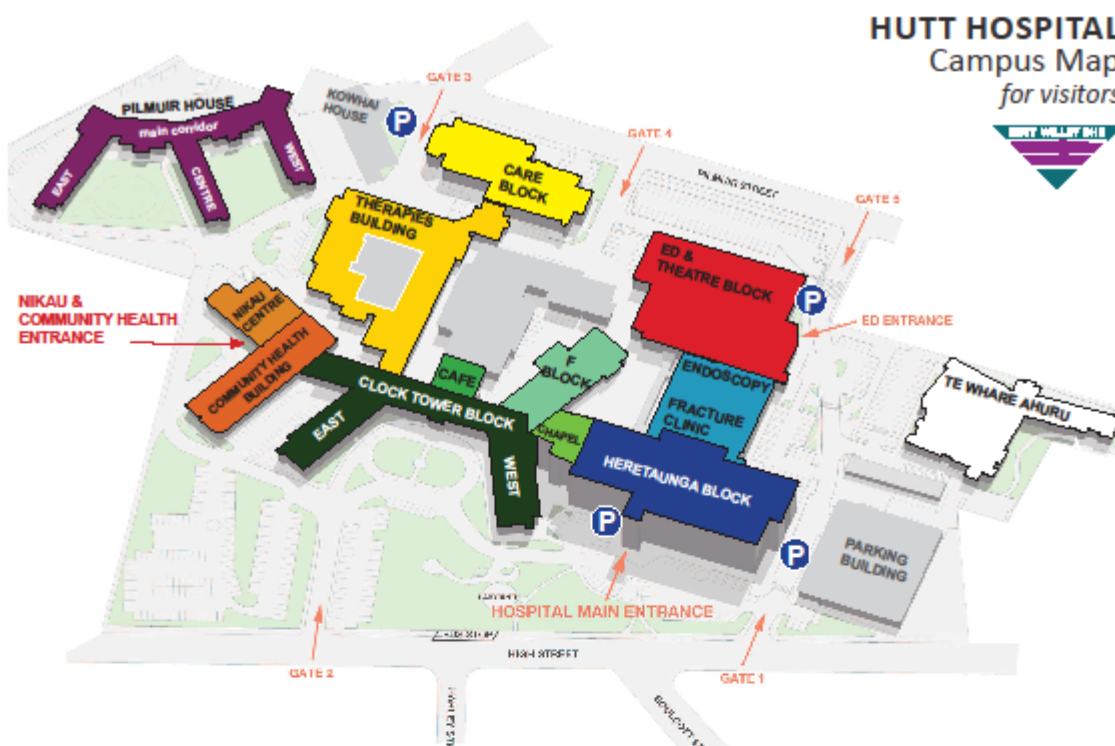 HUTT HOSPITAL
Campus Map
for visitors
GATE 3
KOWHAI
HOUSE
P
PILMUIR HOUSE
main corridor
EAST
CENTRE
WEST
GATE 4
PILMUIR STREET
GATE 5
CARE
BLOCK
THERAPIES
BUILDING
ED &
THEATRE BLOCK
P
ED ENTRANCE
NIKAU &
COMMUNITY HEALTH
ENTRANCE
NIKAU
CENTRE
COMMUNITY HEALTH
BUILDING
CAFE
F
BLOCK
ENDOSCOPY
FRACTURE
CLINIC
TE WHARE AHURU
CLOCK TOWER BLOCK
EAST
WEST
CHAPEL
HERETAUNGA BLOCK
P
P
PARKING
BUILDING
HOSPITAL MAIN ENTRANCE
HIGH STREET
GATE 2
GATE 1